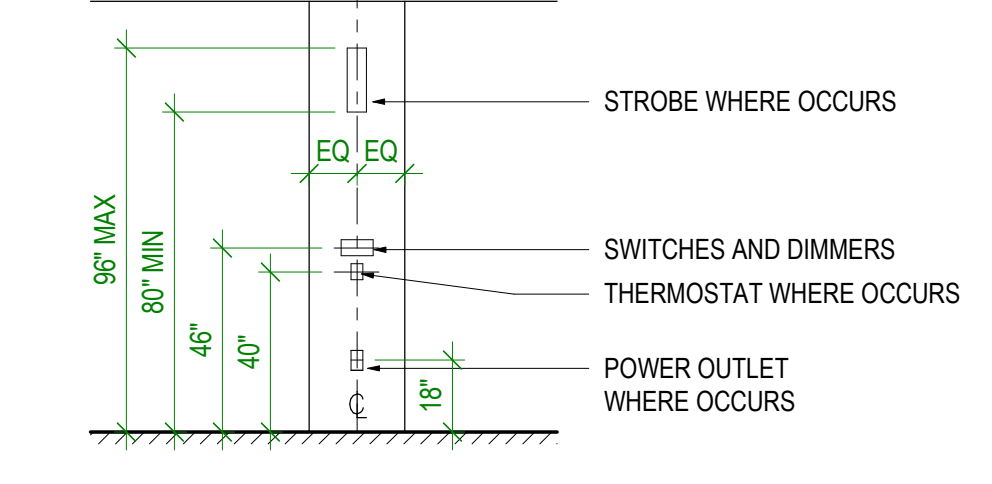 STROBE WHERE OCCURS
EQ EQ
96" MAX
80" MIN
46"
40"
SWITCHES AND DIMMERS
THERMOSTAT WHERE OCCURS
POWER OUTLET
WHERE OCCURS
18"
℄